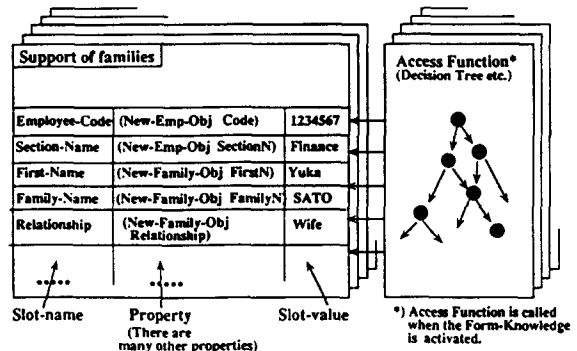 Support of families
Employee-Code (New-Emp-Obj Code) 1234567
Section-Name (New-Emp-Obj SectionN) Finance
First-Name (New-Family-Obj FirstN) Yuka
Family-Name (New-Family-Obj FamilyN) SATO
Relationship (New-Family-Obj Wife
Relationship)
..... .....
Slot-name Property Slot-value
(There are
many other properties)
Access Function*
(Decision Tree etc.)
*) Access Function is called
when the Form-Knowledge
is activated.